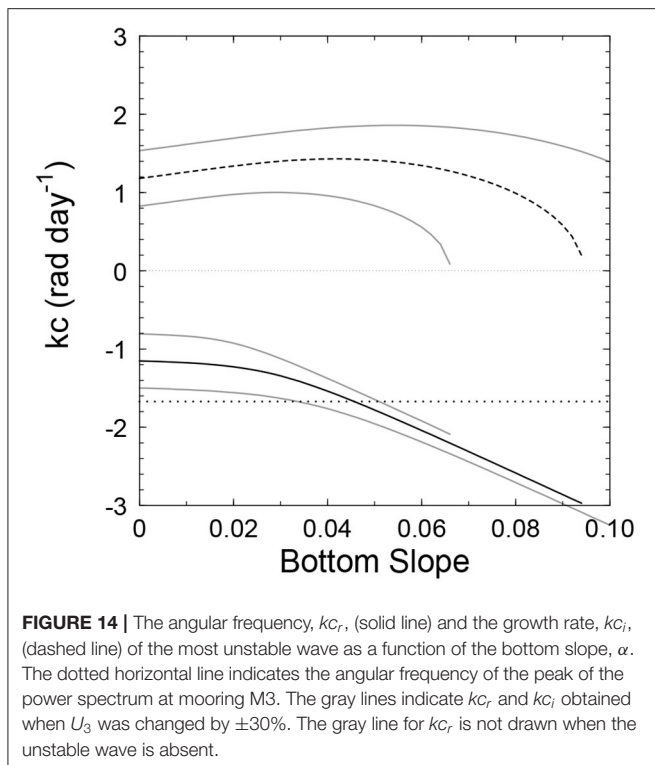 3
2
1
0
-1
-2
-3
kc (rad day⁻¹)
0 0.02 0.04 0.06 0.08 0.10
Bottom Slope
FIGURE 14 | The angular frequency, kcᵣ, (solid line) and the growth rate, kcᵢ,
(dashed line) of the most unstable wave as a function of the bottom slope, α.
The dotted horizontal line indicates the angular frequency of the peak of the
power spectrum at mooring M3. The gray lines indicate kcᵣ and kcᵢ obtained
when U₃ was changed by ±30%. The gray line for kcᵣ is not drawn when the
unstable wave is absent.